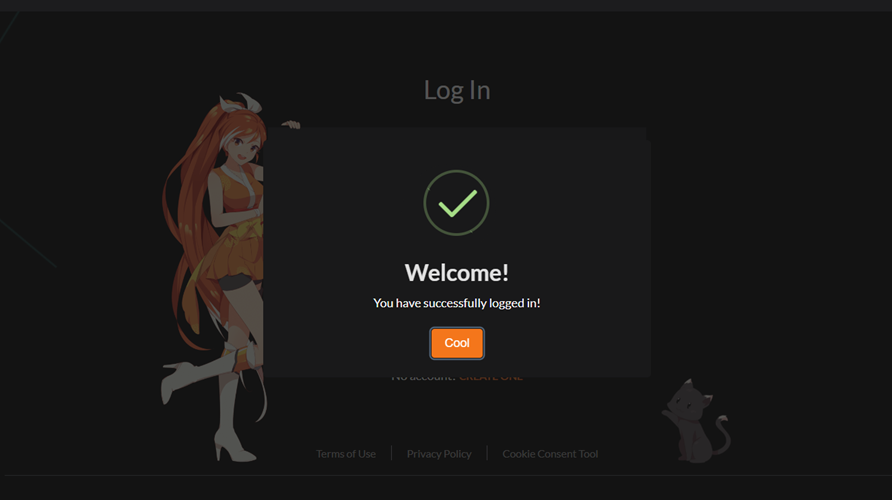 Log In
Welcome!
You have successfully logged in!
Cool
No account? CREATE ONE
Terms of Use
Privacy Policy
Cookie Consent Tool